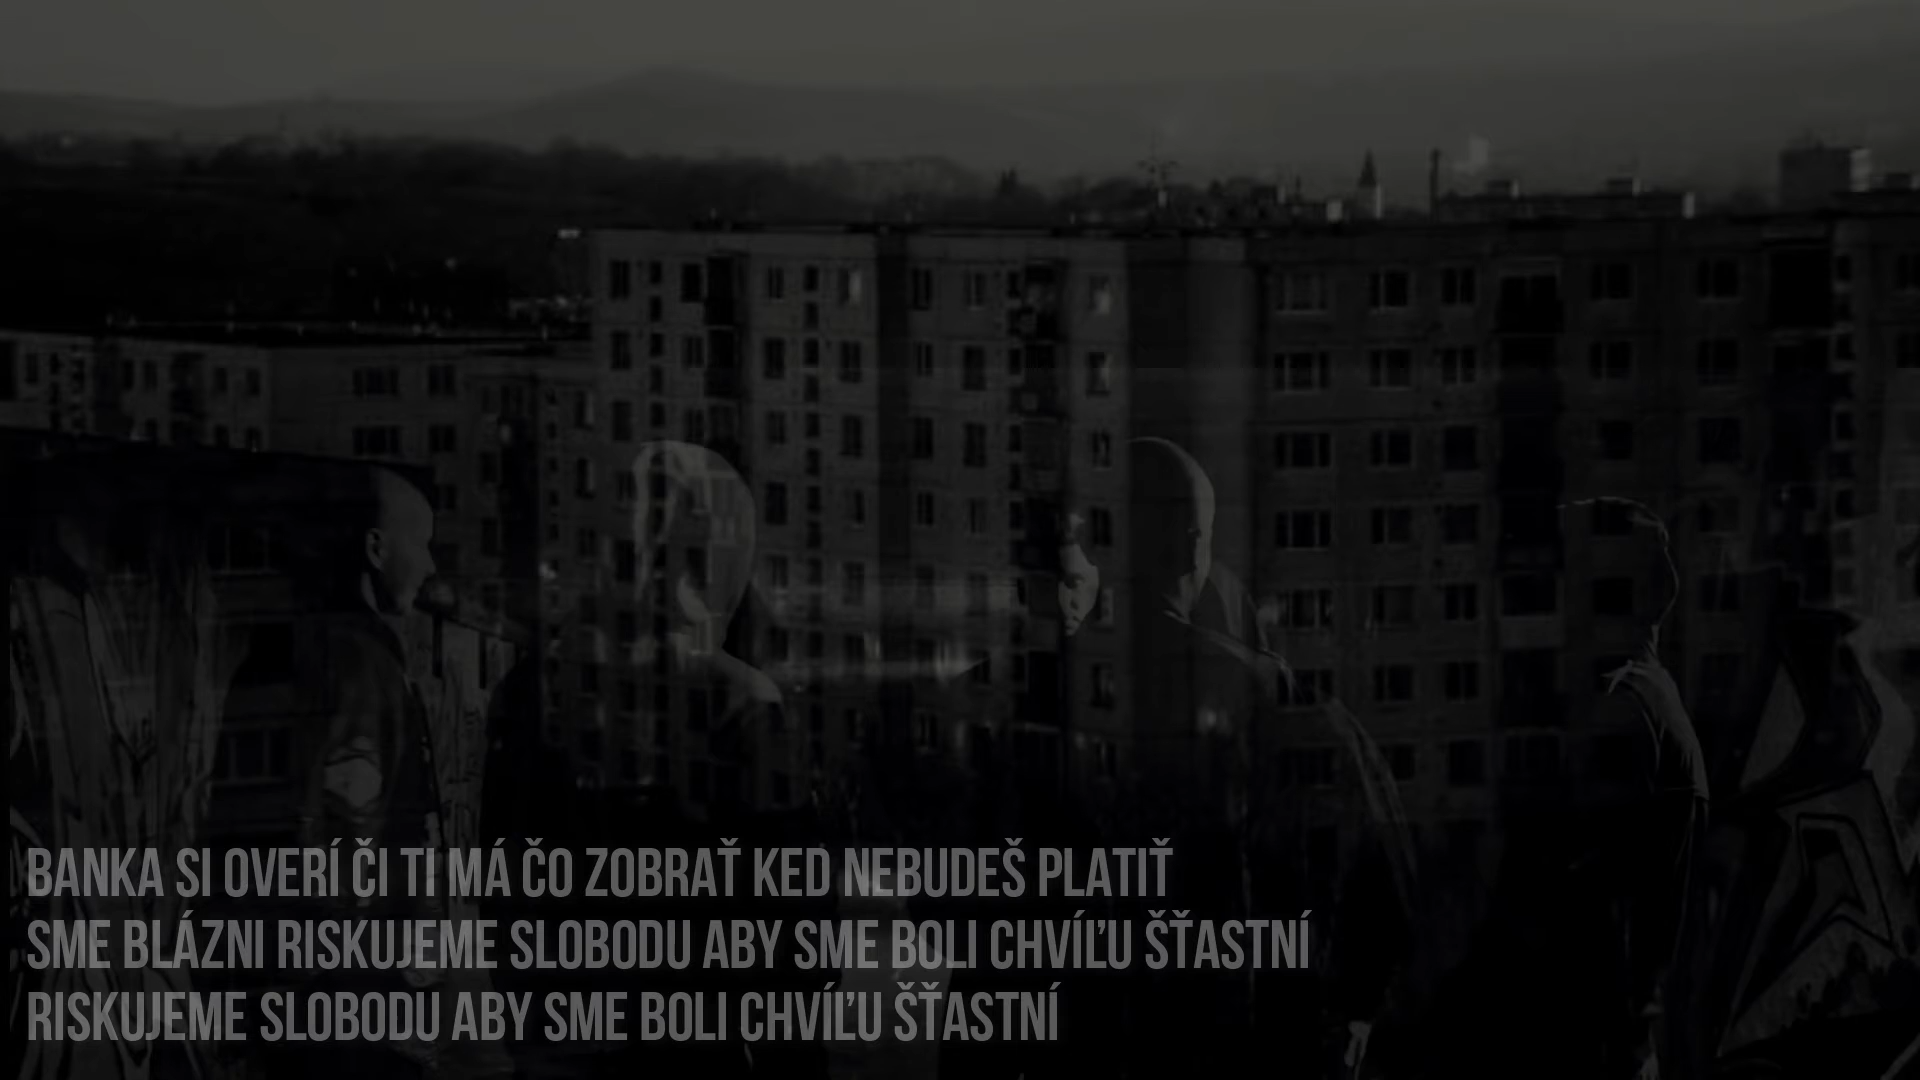 BANKA SI OVERÍ ČI TI MÁ ČO ZOBRAŤ KED NEBUDEŠ PLATIŤ
SME BLÁZNI RISKUJEME SLOBODU ABY SME BOLI CHVÍĽU ŠŤASTNÍ
RISKUJEME SLOBODU ABY SME BOLI CHVÍĽU ŠŤASTNÍ